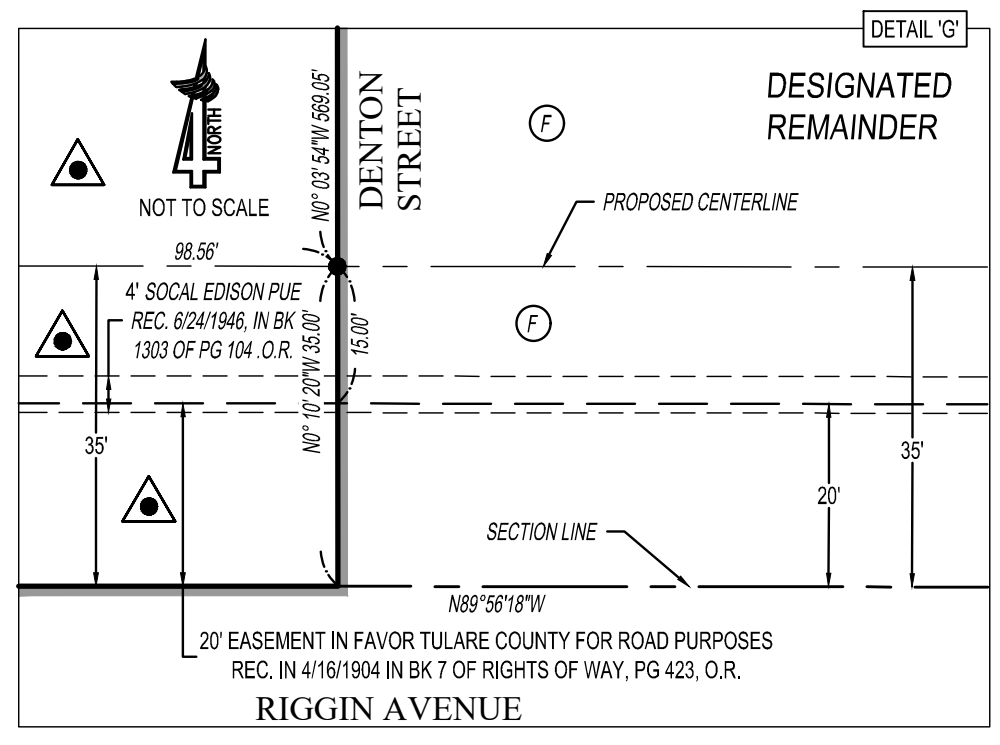 DETAIL 'G'
DESIGNATED
REMAINDER
F
DENTON
STREET
N0° 03' 54"W 569.05'
4
NORTH
NOT TO SCALE
PROPOSED CENTERLINE
98.56'
4' SOCAL EDISON PUE
REC. 6/24/1946, IN BK
1303 OF PG 104 .O.R.
N0° 10' 20"W 35.00'
15.00'
F
35'
35'
20'
SECTION LINE
N89°56'18"W
20' EASEMENT IN FAVOR TULARE COUNTY FOR ROAD PURPOSES
REC. IN 4/16/1904 IN BK 7 OF RIGHTS OF WAY, PG 423, O.R.
RIGGIN AVENUE